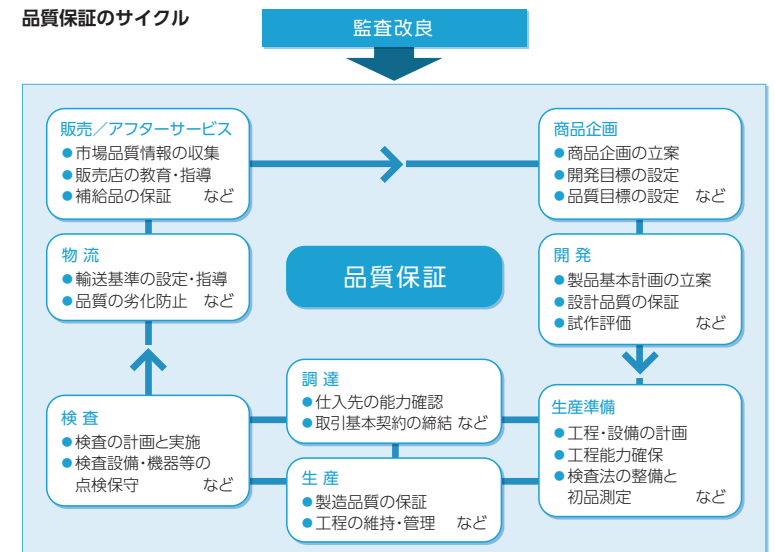 品質保証のサイクル
監査改良
販売／アフターサービス
●市場品質情報の収集
●販売店の教育・指導
●補給品の保証 など
商品企画
●商品企画の立案
●開発目標の設定
●品質目標の設定 など
物 流
●輸送基準の設定・指導
●品質の劣化防止 など
品質保証
開 発
●製品基本計画の立案
●設計品質の保証
●試作評価 など
検 査
●検査の計画と実施
●検査設備・機器等の
点検保守 など
調 達
●仕入先の能力確認
●取引基本契約の締結 など
生 産
●製造品質の保証
●工程の維持・管理 など
生産準備
●工程・設備の計画
●工程能力確保
●検査法の整備と
初品測定 など